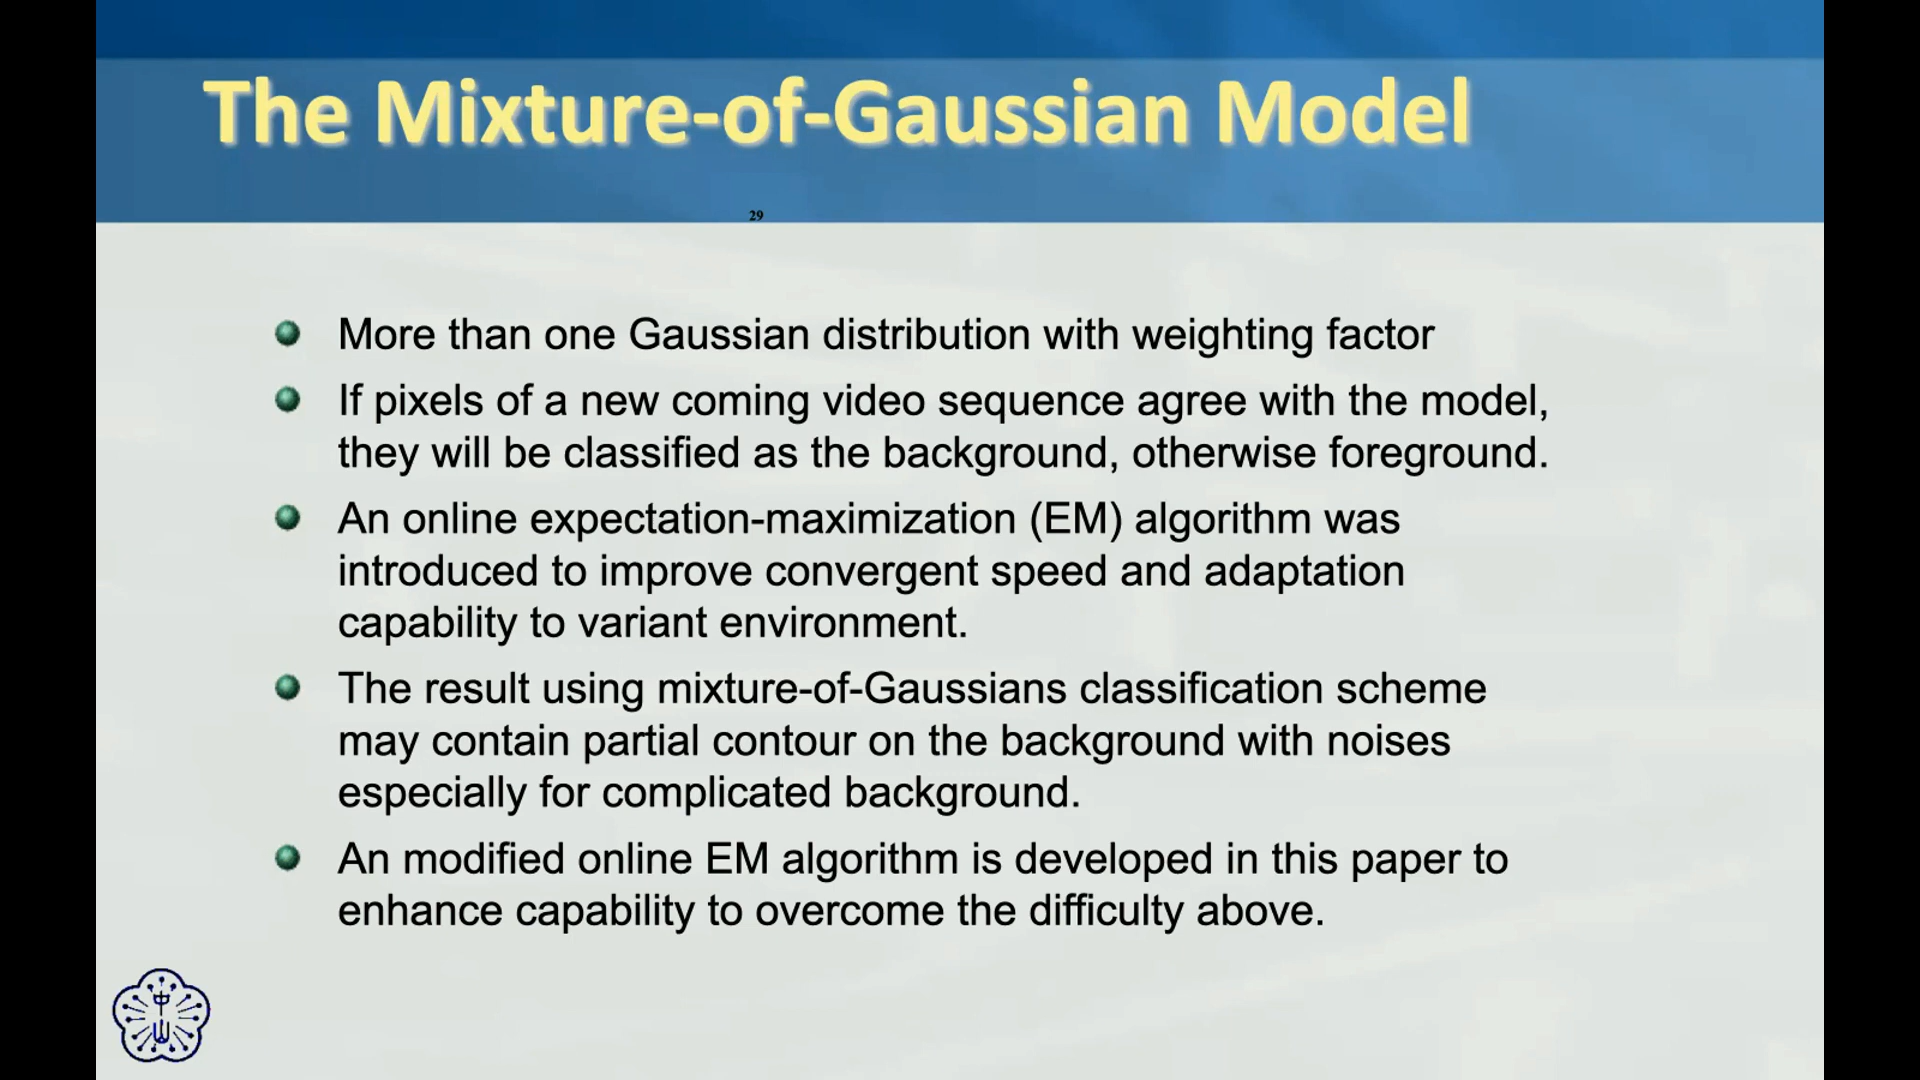 The Mixture-of-Gaussian Model
29
More than one Gaussian distribution with weighting factor
If pixels of a new coming video sequence agree with the model,
they will be classified as the background, otherwise foreground.
An online expectation-maximization (EM) algorithm was
introduced to improve convergent speed and adaptation
capability to variant environment.
The result using mixture-of-Gaussians classification scheme
may contain partial contour on the background with noises
especially for complicated background.
An modified online EM algorithm is developed in this paper to
enhance capability to overcome the difficulty above.